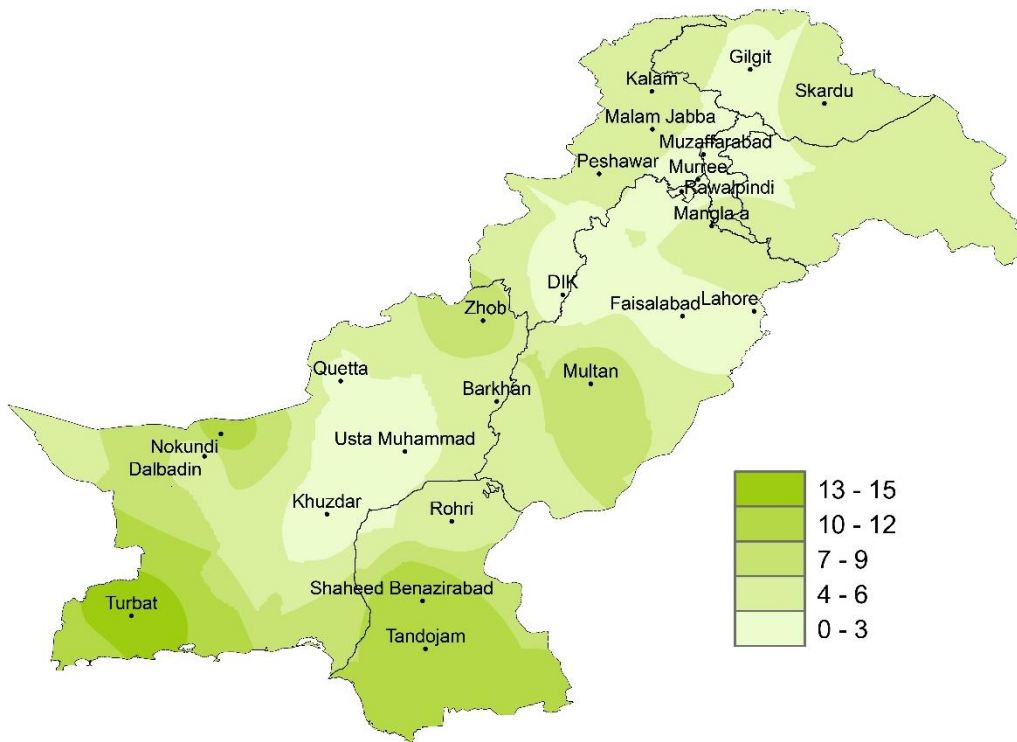 Gilgit
Kalam
Skardu
Malam Jabba
Muzaffarabad
Peshawar
Murree
Rawalpindi
Mangla a
DIK
Zhob
Faisalabad
Lahore
Quetta
Multan
Barkhan
Nokundi
Usta Muhammad
Dalbadin
Khuzdar
Rohri
Shaheed Benazirabad
Turbat
Tandojam
13 - 15
10 - 12
7 - 9
4 - 6
0 - 3